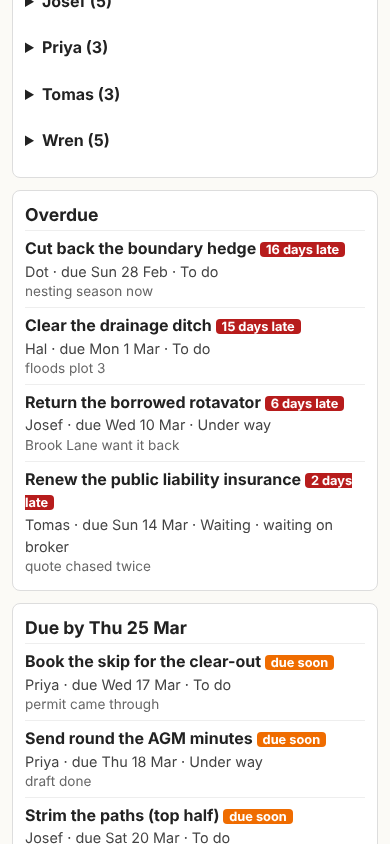 Josef (5)
Priya (3)
Tomas (3)
Wren (5)
Overdue
Cut back the boundary hedge 16 days late
Dot · due Sun 28 Feb · To do
nesting season now
Clear the drainage ditch 15 days late
Hal · due Mon 1 Mar · To do
floods plot 3
Return the borrowed rotavator 6 days late
Josef · due Wed 10 Mar · Under way
Brook Lane want it back
Renew the public liability insurance 2 days
late
Tomas · due Sun 14 Mar · Waiting · waiting on
broker
quote chased twice
Due by Thu 25 Mar
Book the skip for the clear-out due soon
Priya · due Wed 17 Mar · To do
permit came through
Send round the AGM minutes due soon
Priya · due Thu 18 Mar · Under way
draft done
Strim the paths (top half) due soon
Josef · due Sat 20 Mar · To do